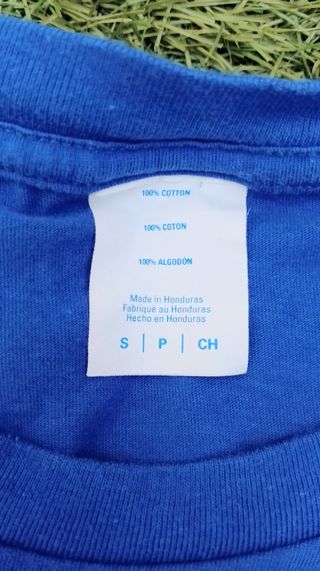 100% COTTON
100% COTON
100% ALGODÓN
Made in Honduras
Fabriqué au Honduras
Hecho en Honduras
S | P | CH